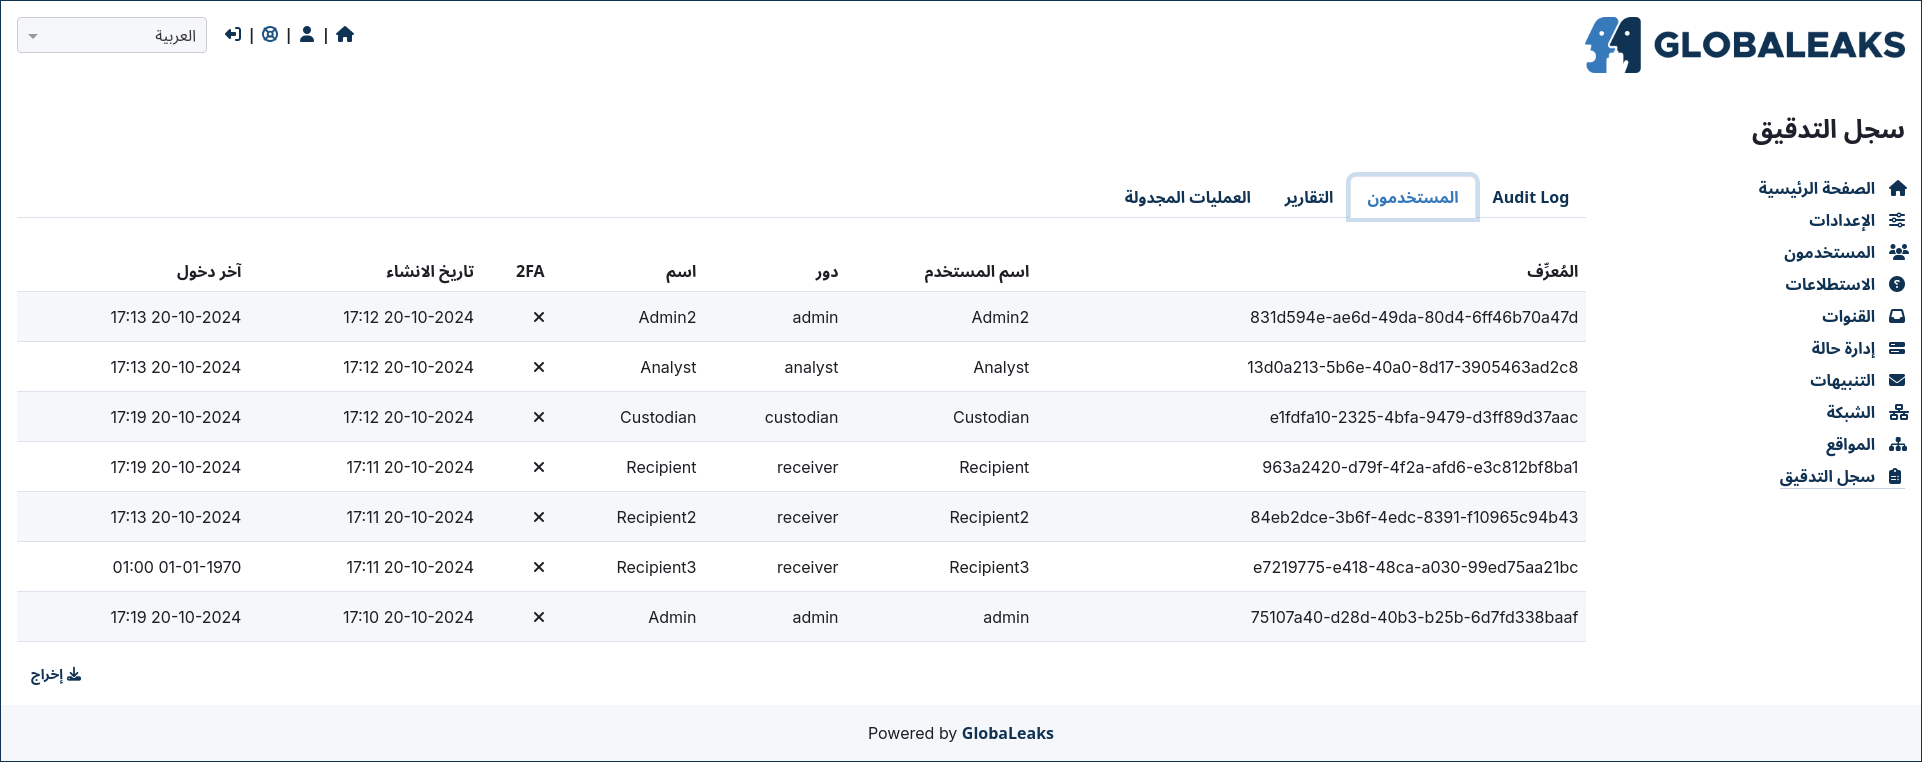 GLOBALEAKS
العربية
سجل التدقيق
الصفحة الرئيسية
الإعدادات
المستخدمون
الاستطلاعات
القنوات
إدارة حالة
التنبيهات
الشبكة
المواقع
سجل التدقيق
Audit Log المستخدمون التقارير العمليات المجدولة
المُعرِّف اسم المستخدم دور اسم 2FA تاريخ الانشاء آخر دخول
831d594e-ae6d-49da-80d4-6ff46b70a47d Admin2 admin Admin2 17:12 20-10-2024 17:13 20-10-2024
13d0a213-5b6e-40a0-8d17-3905463ad2c8 Analyst analyst Analyst 17:12 20-10-2024 17:13 20-10-2024
e1fdfa10-2325-4bfa-9479-d3ff89d37aac Custodian custodian Custodian 17:12 20-10-2024 17:19 20-10-2024
963a2420-d79f-4f2a-afd6-e3c812bf8ba1 Recipient receiver Recipient 17:11 20-10-2024 17:19 20-10-2024
84eb2dce-3b6f-4edc-8391-f10965c94b43 Recipient2 receiver Recipient2 17:11 20-10-2024 17:13 20-10-2024
e7219775-e418-48ca-a030-99ed75aa21bc Recipient3 receiver Recipient3 17:11 20-10-2024 01:00 01-01-1970
75107a40-d28d-40b3-b25b-6d7fd338baaf admin admin Admin 17:10 20-10-2024 17:19 20-10-2024
إخراج
Powered by GlobaLeaks